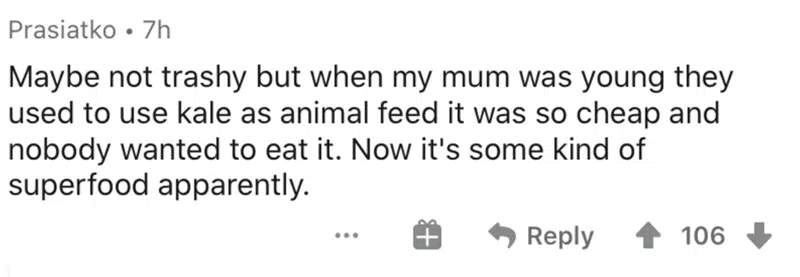 Prasiatko • 7h
Maybe not trashy but when my mum was young they
used to use kale as animal feed it was so cheap and
nobody wanted to eat it. Now it's some kind of
superfood apparently.
... Reply 106